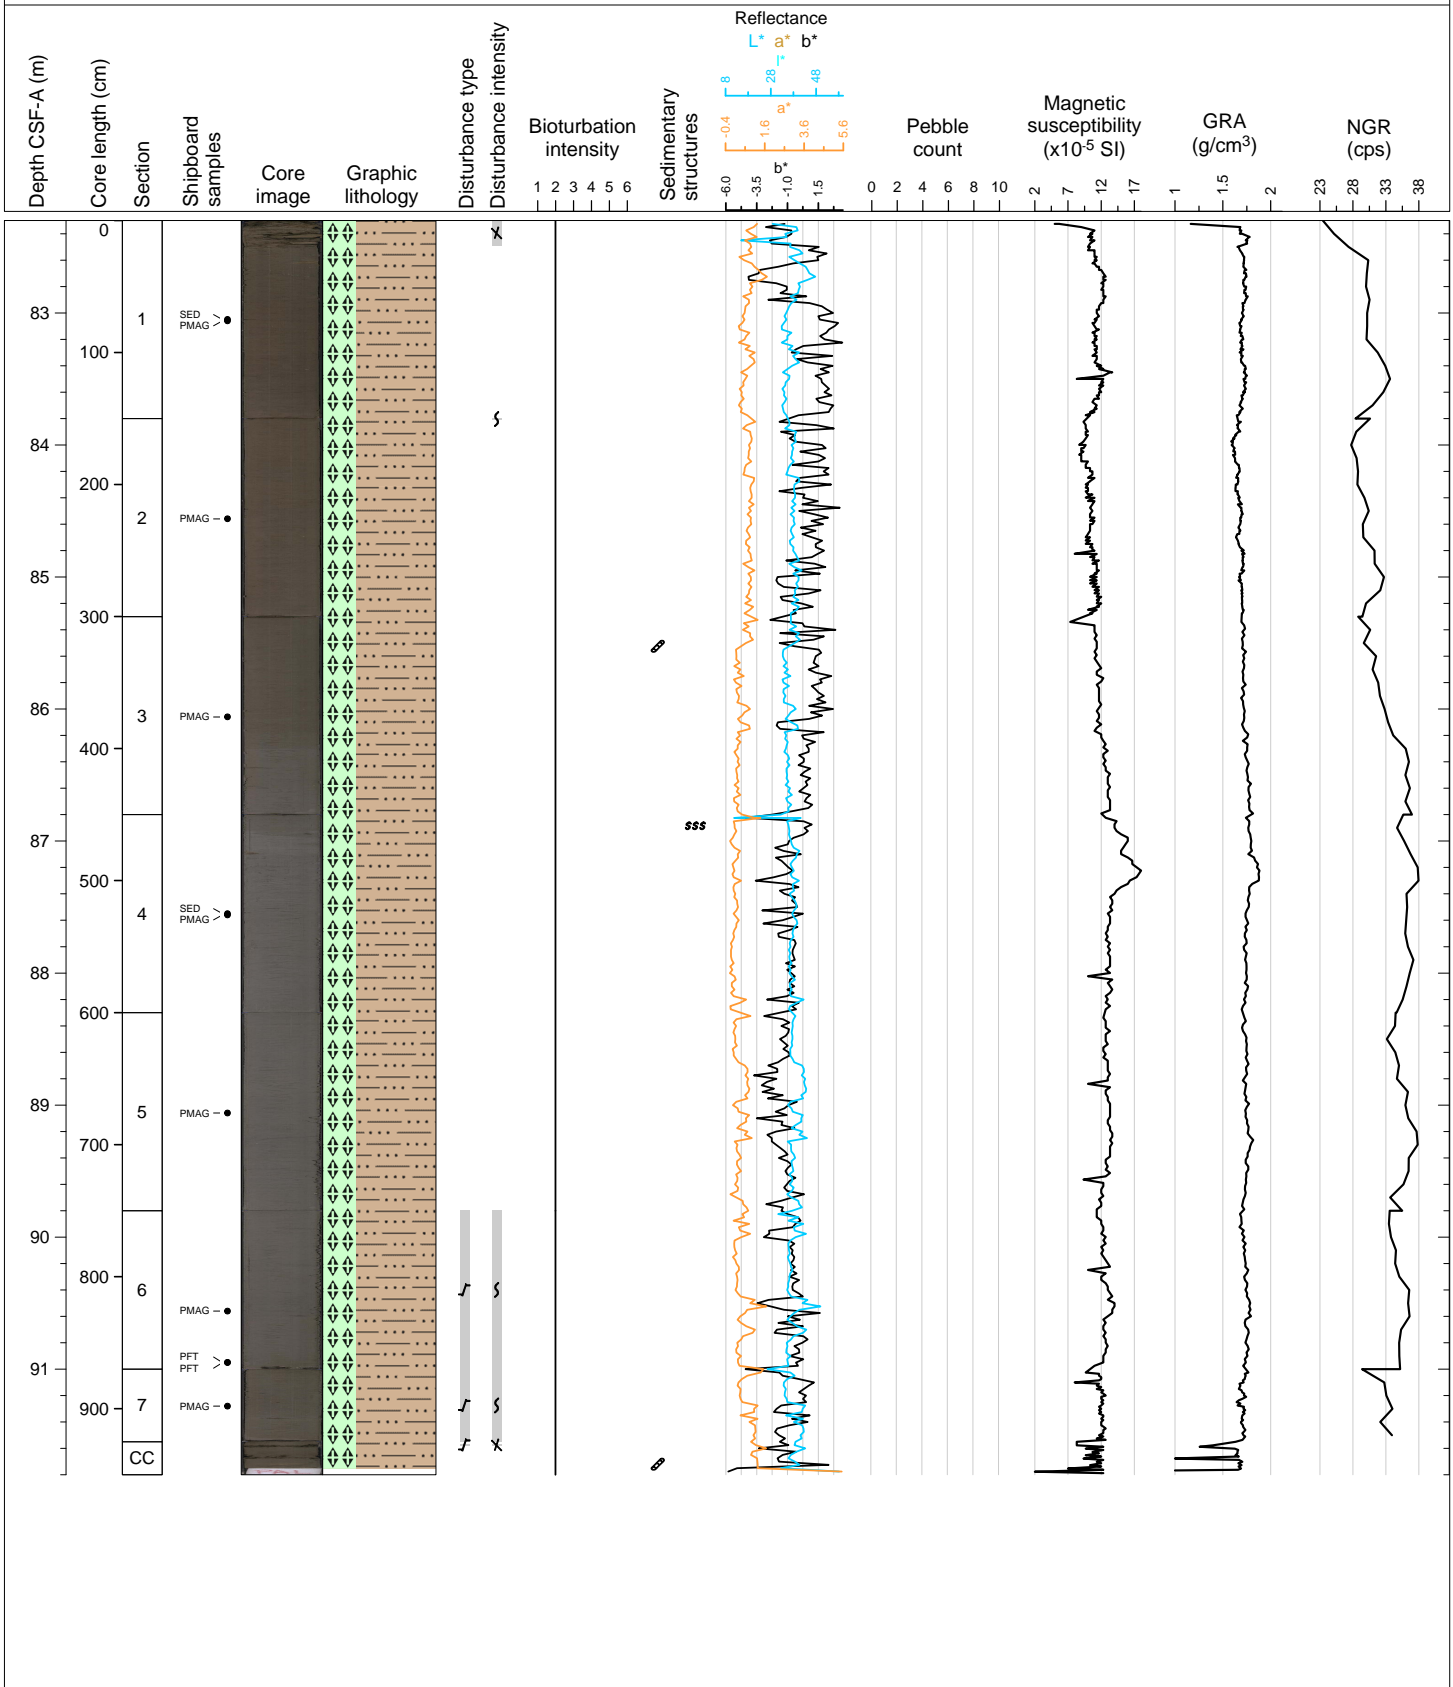 Reflectance
L* a* b*
L*
8 28 48
a*
-0.4 1.6 3.6 5.6
b*
-6.0 -3.5 -1.0 1.5
Depth CSF-A (m)
Core length (cm)
Section
Shipboard
samples
Core
image
Graphic
lithology
Disturbance type
Disturbance intensity
Bioturbation
intensity
1 2 3 4 5 6
Sedimentary
structures
Pebble
count
0 2 4 6 8 10
Magnetic
susceptibility
(x10-5 SI)
2 7 12 17
GRA
(g/cm3)
1 1.5 2
NGR
(cps)
23 28 33 38
0
83
1
SED
PMAG
100
84
200
2
PMAG
85
300
86
3
PMAG
400
87
sss
500
4
SED
PMAG
88
600
89
5
PMAG
700
90
800
6
PMAG
PFT
PFT
91
900
7
PMAG
CC